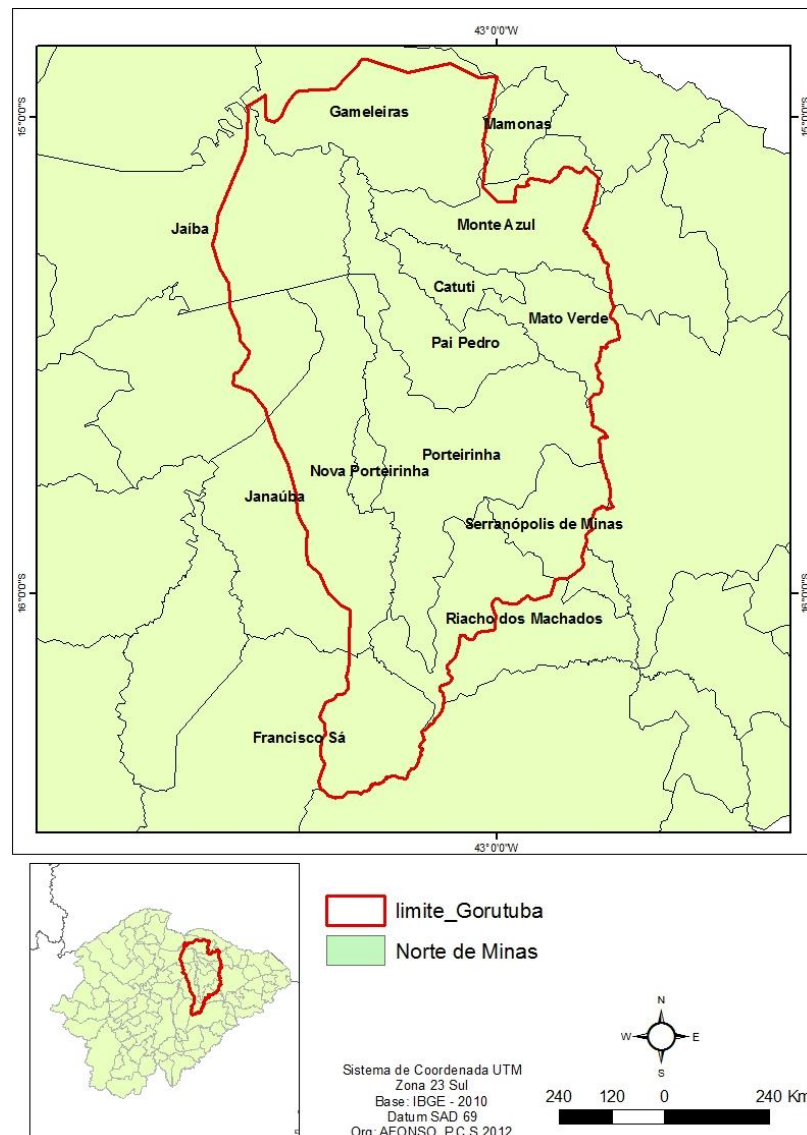 43°0'0"W
15°0'0"S
15°0'0"S
Gameleiras
Mamonas
Jaíba
Monte Azul
Catuti
Mato Verde
Pai Pedro
Porteirinha
Nova Porteirinha
Janaúba
Serranópolis de Minas
16°0'0"S
16°0'0"S
Riacho dos Machados
Francisco Sá
43°0'0"W
limite_Gorutuba
Norte de Minas
N
W
E
S
Sistema de Coordenada UTM
Zona 23 Sul
Base: IBGE - 2010
Datum SAD 69
Org: AFONSO, P.C.S 2012
240 120 0 240 Km